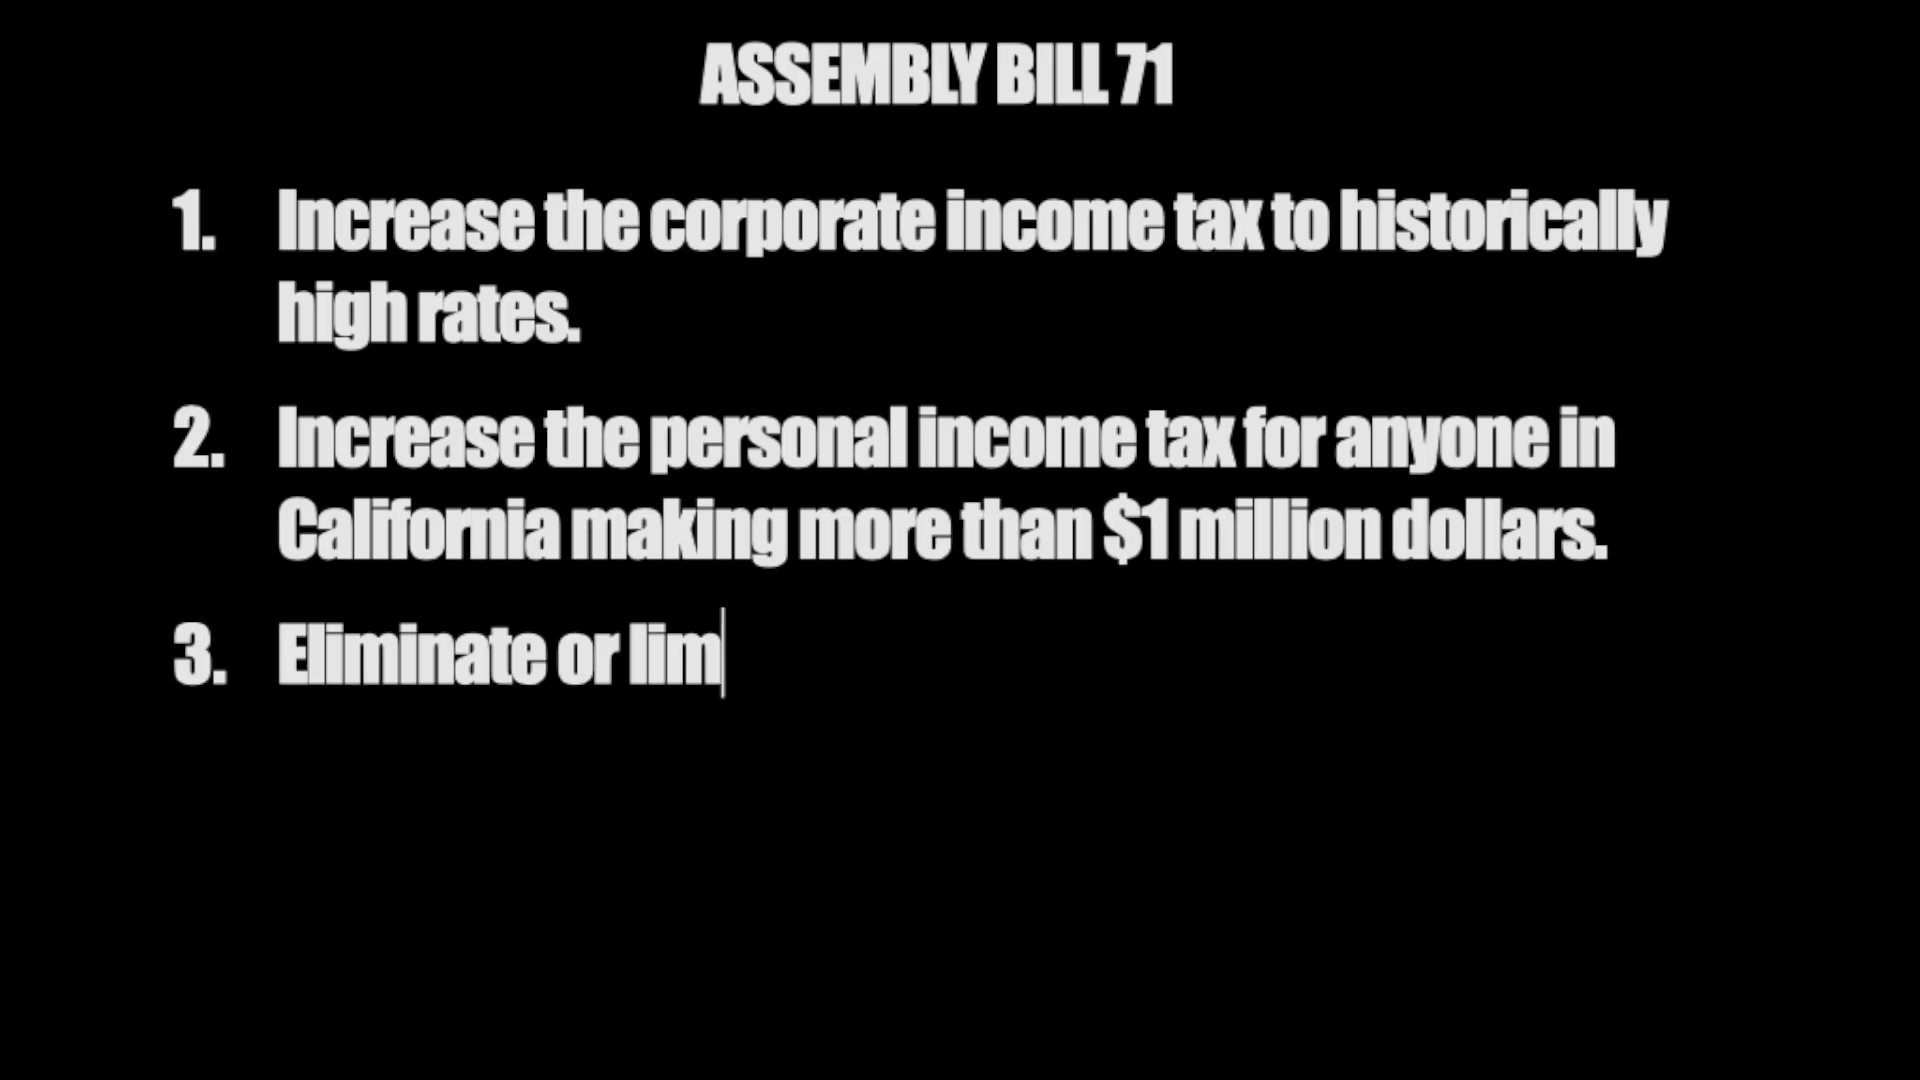 ASSEMBLY BILL 71
1. Increase the corporate income tax to historically
high rates.
2. Increase the personal income tax for anyone in
California making more than $1 million dollars.
3. Eliminate or lim